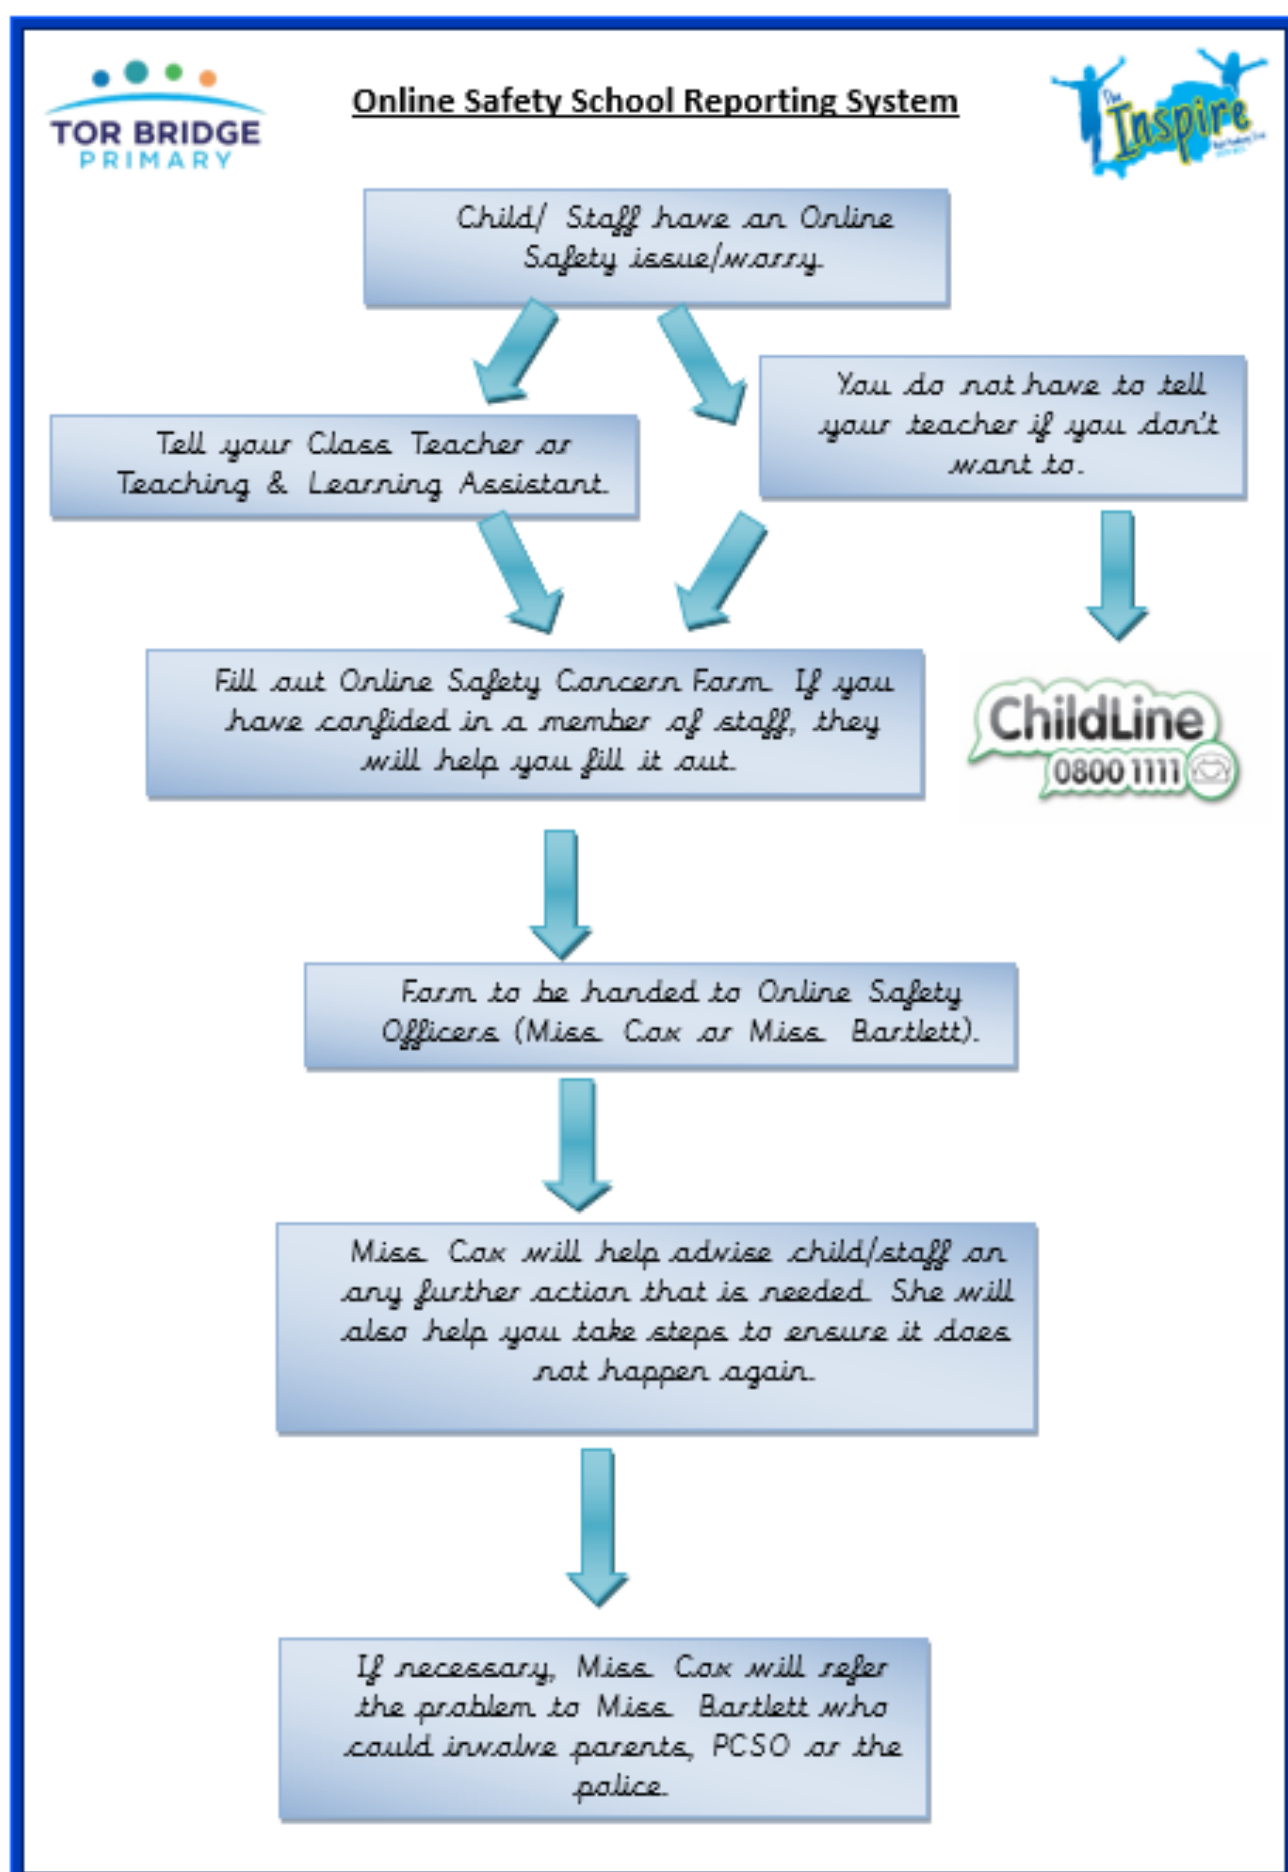 TOR BRIDGE
PRIMARY
Online Safety School Reporting System
The
Inspire
Child/ Staff have an Online
Safety issue/worry.
You do not have to tell
your teacher if you don't
want to.
Tell your Class Teacher or
Teaching & Learning Assistant.
Fill out Online Safety Concern Form. If you
have confided in a member of staff, they
will help you fill it out.
ChildLine
0800 1111
Form to be handed to Online Safety
Officers (Miss. Cox or Miss. Bartlett).
Miss. Cox will help advise child/staff on
any further action that is needed. She will
also help you take steps to ensure it does
not happen again.
If necessary, Miss. Cox will refer
the problem to Miss. Bartlett who
could involve parents, PCSO or the
police.